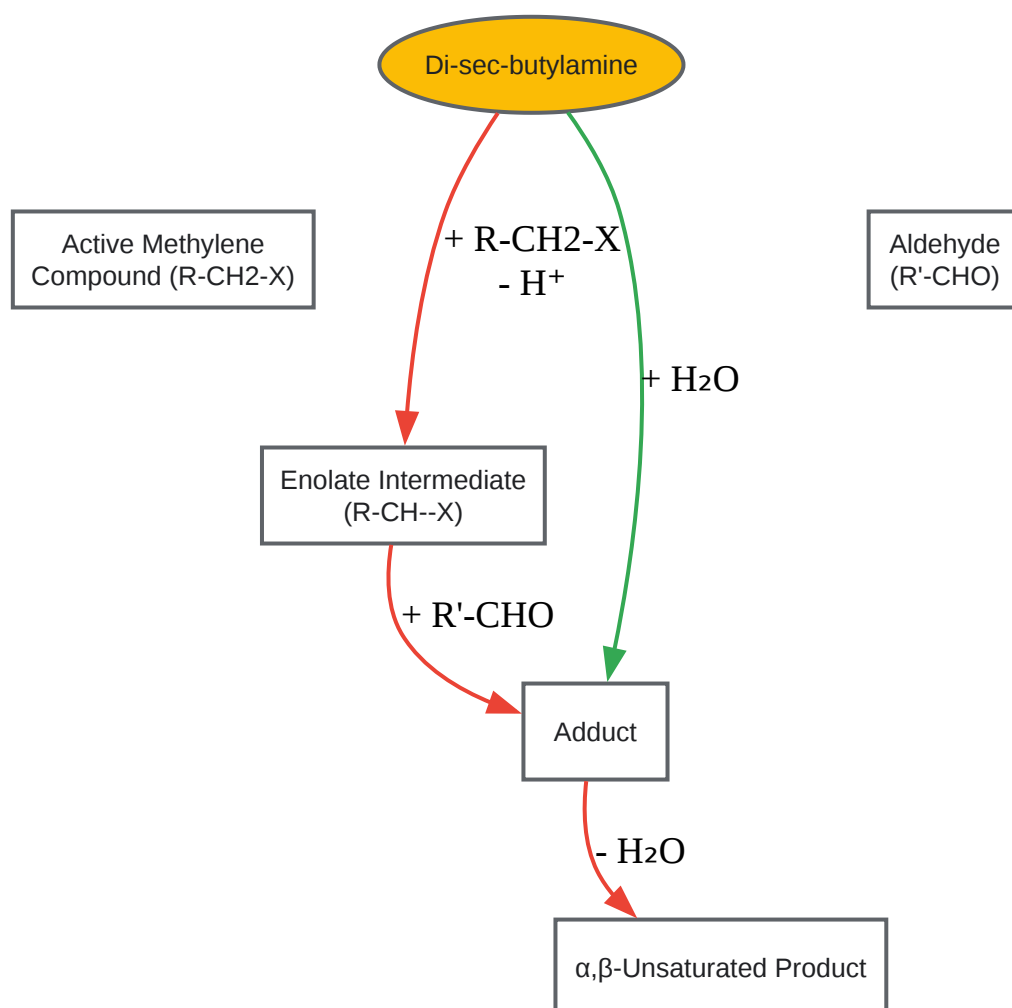 Di-sec-butylamine
Active Methylene
Compound (R-CH2-X)
+ R-CH2-X
- H⁺
Aldehyde
(R'-CHO)
+ H₂O
Enolate Intermediate
(R-CH--X)
+ R'-CHO
Adduct
- H₂O
α,β-Unsaturated Product